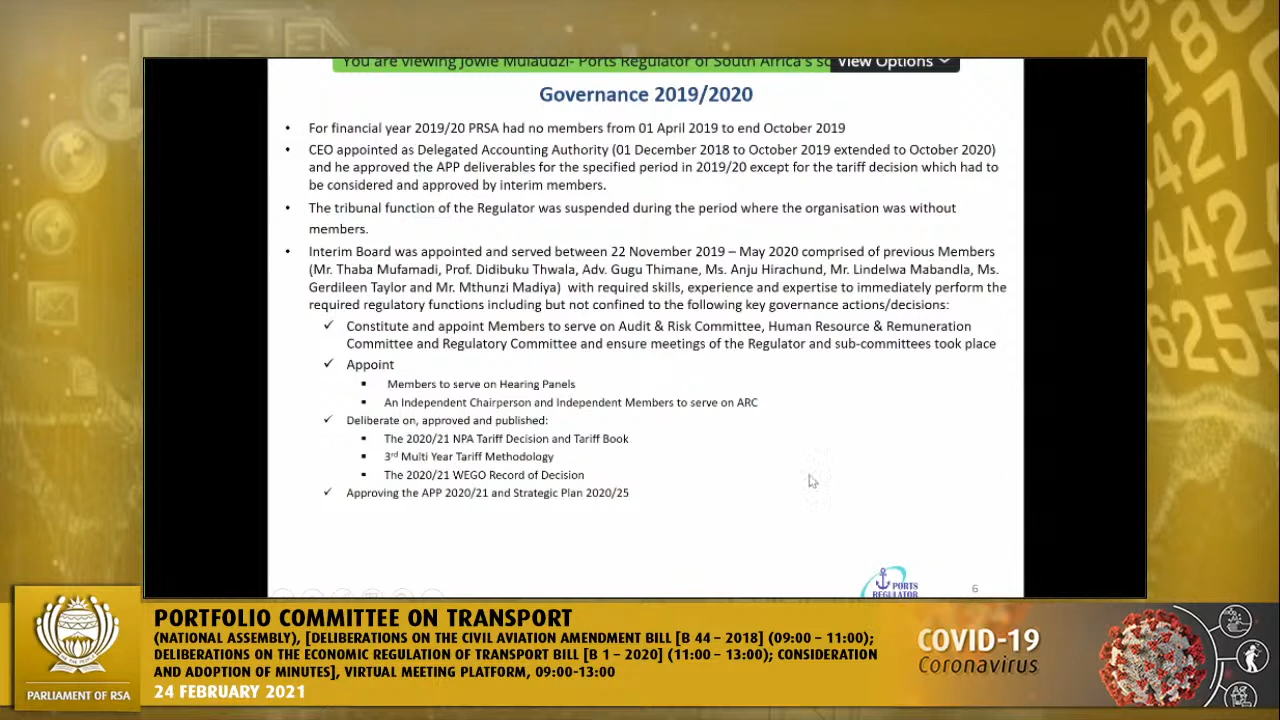 You are viewing Jowie Mulaudzi- Ports Regulator of South Africa's sc
View Options
Governance 2019/2020
• For financial year 2019/20 PRSA had no members from 01 April 2019 to end October 2019
• CEO appointed as Delegated Accounting Authority (01 December 2018 to October 2019 extended to October 2020)
and he approved the APP deliverables for the specified period in 2019/20 except for the tariff decision which had to
be considered and approved by interim members.
• The tribunal function of the Regulator was suspended during the period where the organisation was without
members.
• Interim Board was appointed and served between 22 November 2019 – May 2020 comprised of previous Members
(Mr. Thaba Mufamadi, Prof. Didibuku Thwala, Adv. Gugu Thimane, Ms. Anju Hirachund, Mr. Lindelwa Mabandla, Ms.
Gerdileen Taylor and Mr. Mthunzi Madiya) with required skills, experience and expertise to immediately perform the
required regulatory functions including but not confined to the following key governance actions/decisions:
✓ Constitute and appoint Members to serve on Audit & Risk Committee, Human Resource & Remuneration
Committee and Regulatory Committee and ensure meetings of the Regulator and sub-committees took place
✓ Appoint
▪ Members to serve on Hearing Panels
▪ An Independent Chairperson and Independent Members to serve on ARC
✓ Deliberate on, approved and published:
▪ The 2020/21 NPA Tariff Decision and Tariff Book
▪ 3rd Multi Year Tariff Methodology
▪ The 2020/21 WEGO Record of Decision
✓ Approving the APP 2020/21 and Strategic Plan 2020/25
PORTS
REGULATOR
6
PARLIAMENT OF RSA
PORTFOLIO COMMITTEE ON TRANSPORT
(NATIONAL ASSEMBLY), [DELIBERATIONS ON THE CIVIL AVIATION AMENDMENT BILL [B 44 – 2018] (09:00 – 11:00);
DELIBERATIONS ON THE ECONOMIC REGULATION OF TRANSPORT BILL [B 1 – 2020] (11:00 – 13:00); CONSIDERATION
AND ADOPTION OF MINUTES], VIRTUAL MEETING PLATFORM, 09:00-13:00
24 FEBRUARY 2021
COVID-19
Coronavirus